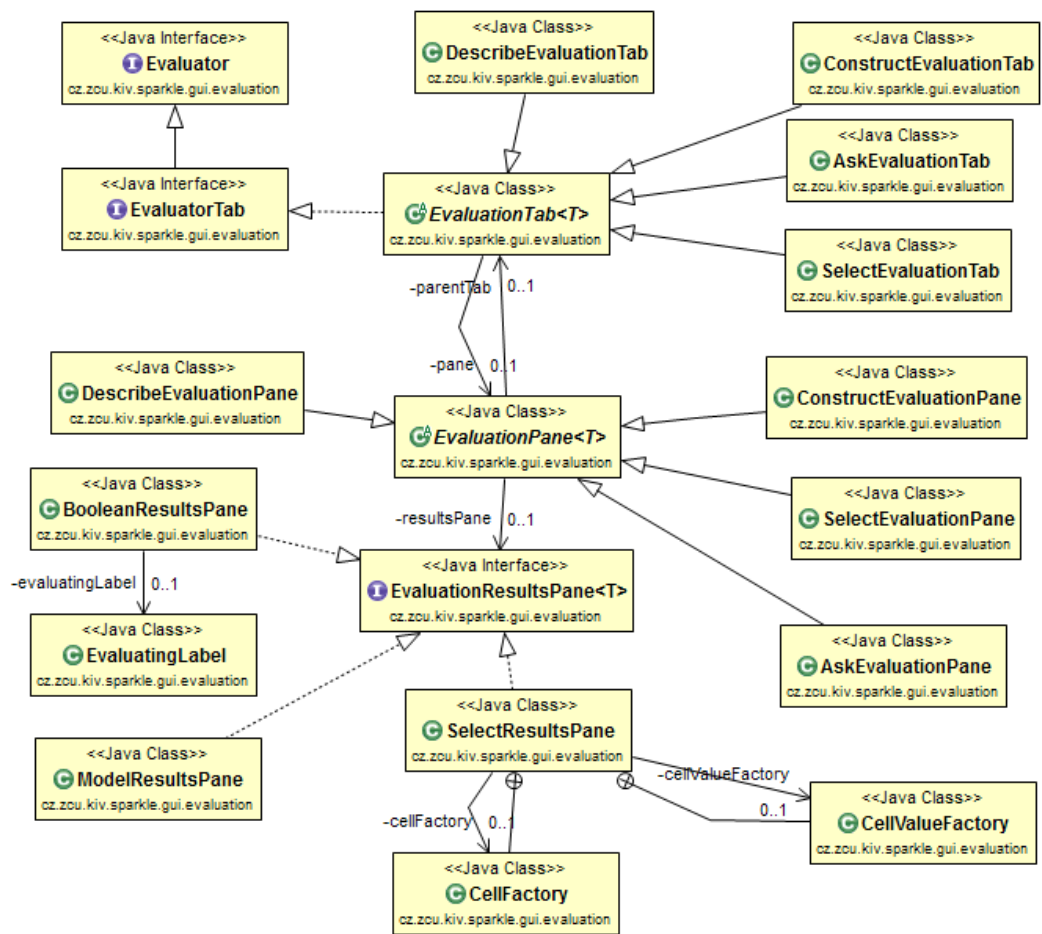 <<Java Interface>>
Evaluator
cz.zcu.kiv.sparkle.gui.evaluation
<<Java Class>>
DescribeEvaluationTab
cz.zcu.kiv.sparkle.gui.evaluation
<<Java Class>>
ConstructEvaluationTab
cz.zcu.kiv.sparkle.gui.evaluation
<<Java Class>>
AskEvaluationTab
cz.zcu.kiv.sparkle.gui.evaluation
<<Java Interface>>
EvaluatorTab
cz.zcu.kiv.sparkle.gui.evaluation
<<Java Class>>
EvaluationTab<T>
cz.zcu.kiv.sparkle.gui.evaluation
<<Java Class>>
SelectEvaluationTab
cz.zcu.kiv.sparkle.gui.evaluation
-parentTab
0..1
-pane
0..1
<<Java Class>>
DescribeEvaluationPane
cz.zcu.kiv.sparkle.gui.evaluation
<<Java Class>>
EvaluationPane<T>
cz.zcu.kiv.sparkle.gui.evaluation
<<Java Class>>
ConstructEvaluationPane
cz.zcu.kiv.sparkle.gui.evaluation
<<Java Class>>
BooleanResultsPane
cz.zcu.kiv.sparkle.gui.evaluation
-resultsPane
0..1
<<Java Class>>
SelectEvaluationPane
cz.zcu.kiv.sparkle.gui.evaluation
-evaluatingLabel
0..1
<<Java Interface>>
EvaluationResultsPane<T>
cz.zcu.kiv.sparkle.gui.evaluation
<<Java Class>>
EvaluatingLabel
cz.zcu.kiv.sparkle.gui.evaluation
<<Java Class>>
AskEvaluationPane
cz.zcu.kiv.sparkle.gui.evaluation
<<Java Class>>
SelectResultsPane
cz.zcu.kiv.sparkle.gui.evaluation
<<Java Class>>
ModelResultsPane
cz.zcu.kiv.sparkle.gui.evaluation
-cellValueFactory
0..1
-cellFactory
0..1
<<Java Class>>
CellValueFactory
cz.zcu.kiv.sparkle.gui.evaluation
<<Java Class>>
CellFactory
cz.zcu.kiv.sparkle.gui.evaluation